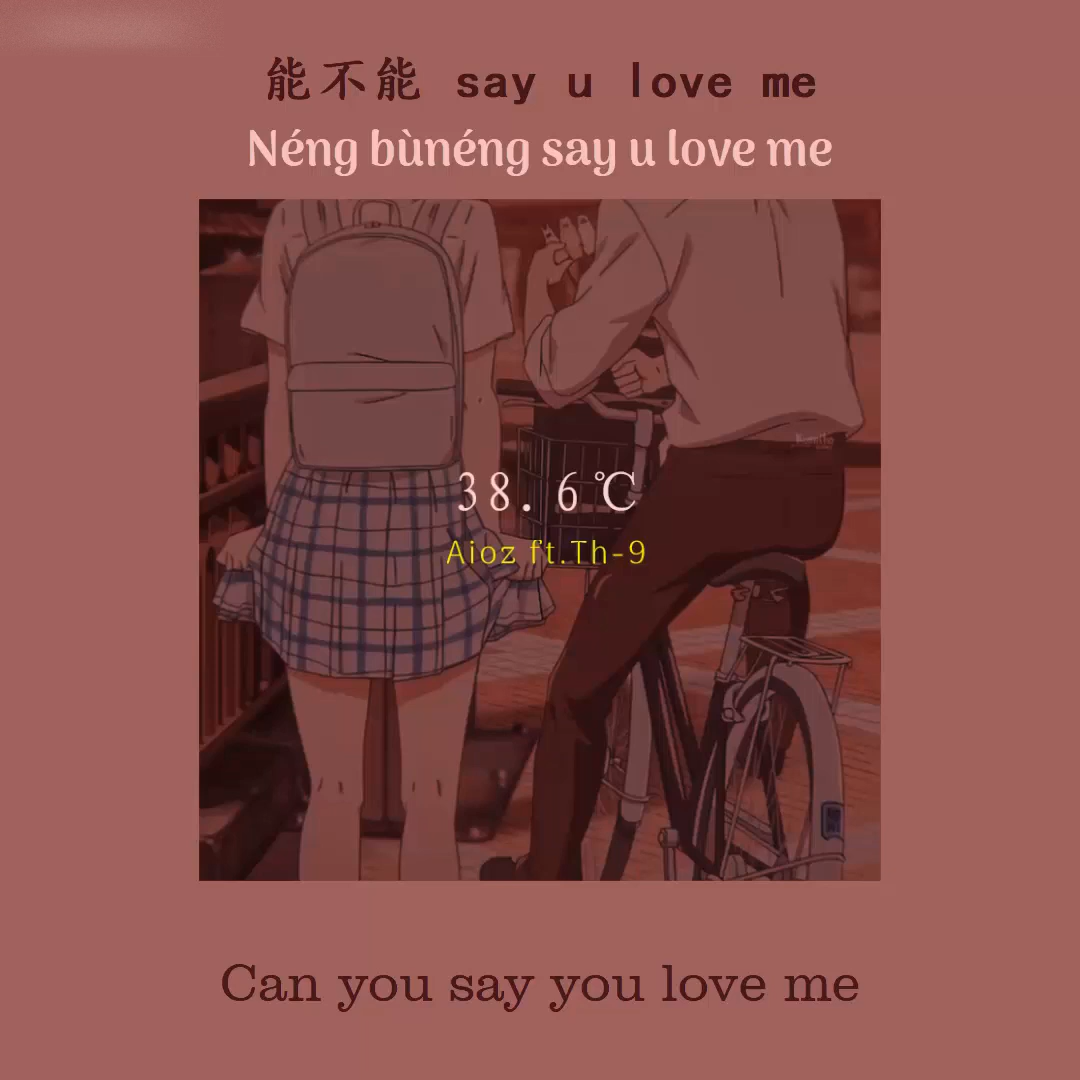 能不能 say u love me
Néng bùnéng say u love me
38.6℃
Aioz ft.Th-9
Can you say you love me